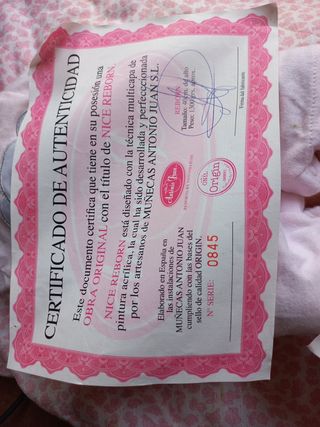 CERTIFICADO DE AUTENTICIDAD
Este documento certifica que tiene en su posesión una
OBRA ORIGINAL con el título de NICE REBORN.
NICE REBORN está diseñado con la técnica multicapa de
pintura acrílica, la cual ha sido desarrollada y perfeccionada
por los artesanos de MUÑECAS ANTONIO JUAN S.L.
Elaborado en España en
las instalaciones de
MUÑECAS ANTONIO JUAN
cumpliendo con las bases del
sello de calidad ORIGIN.
N SERIE: 0845
Antonio Juan
Origin
REBORN
Firma del fabricante